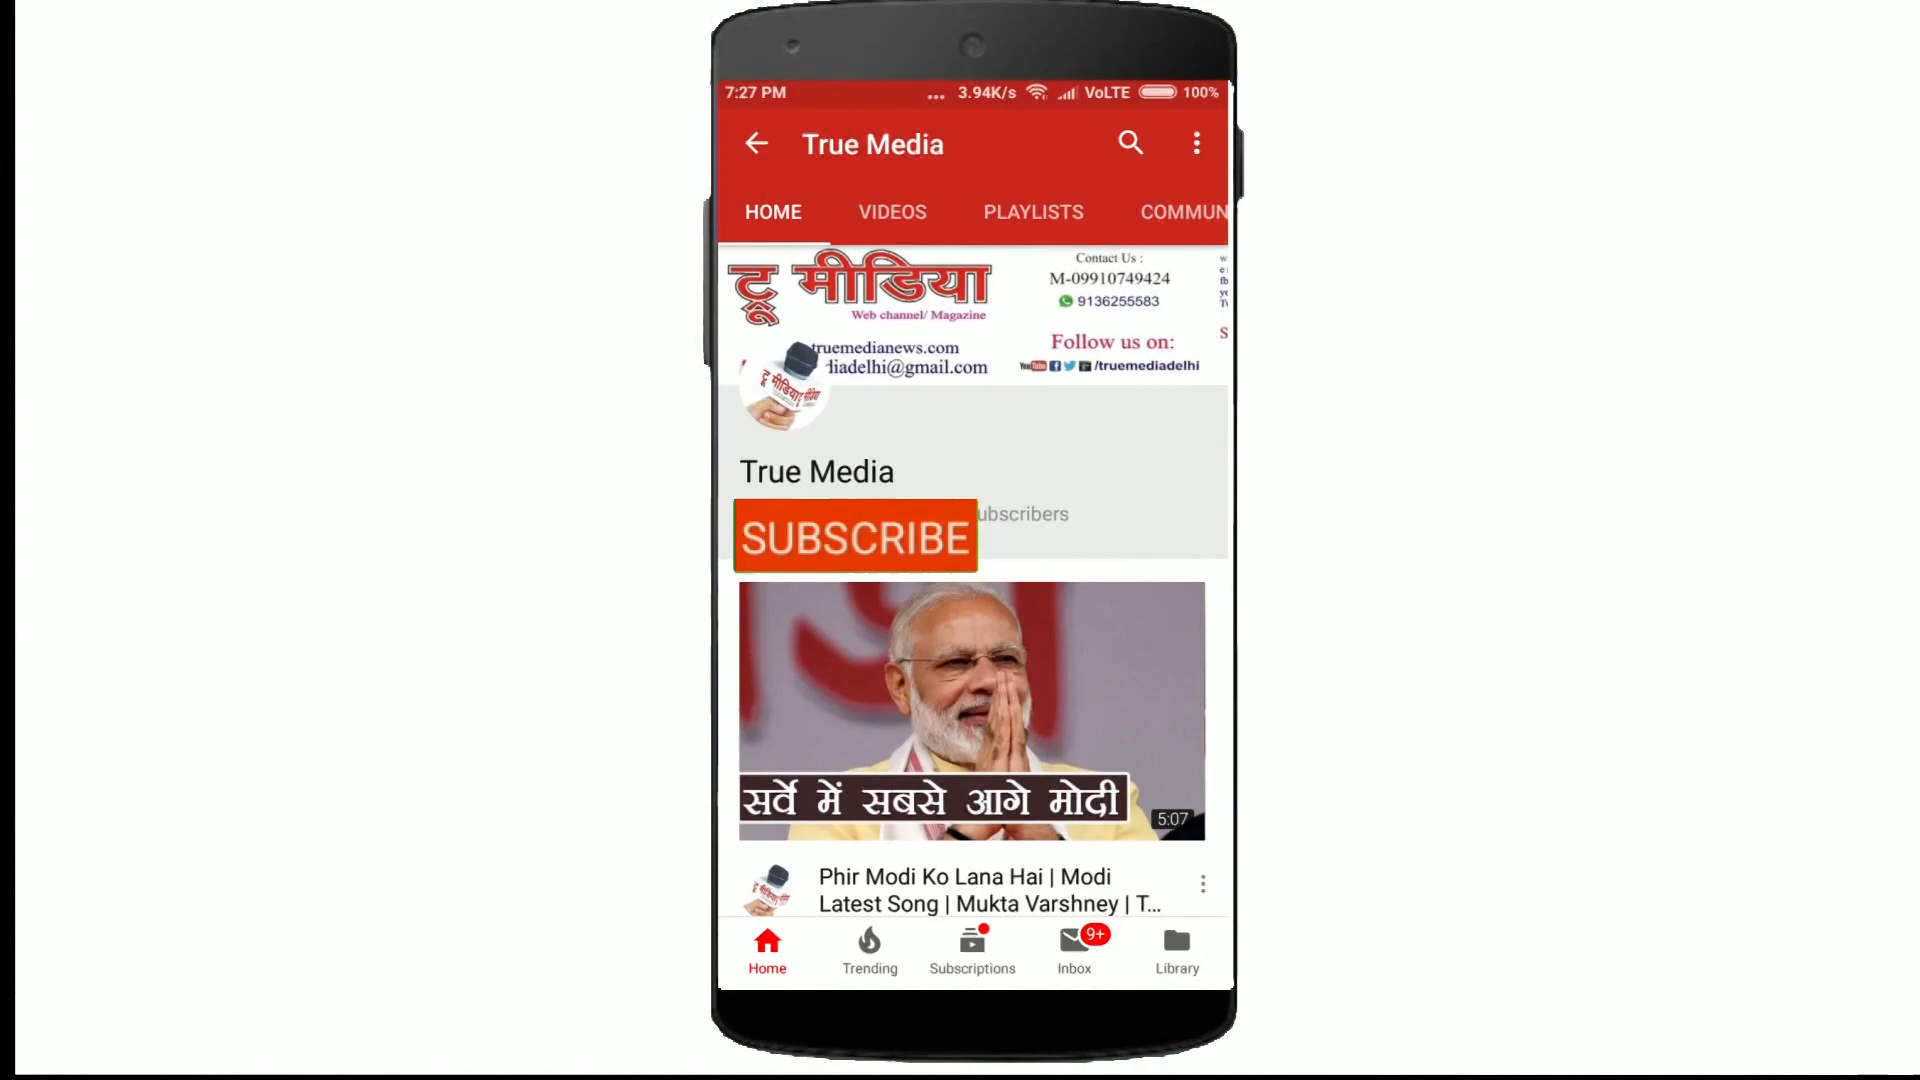 7:27 PM ... 3.94K/s VoLTE 100%
True Media
HOME VIDEOS PLAYLISTS COMMUN
ट्रू मीडिया
Web channel/ Magazine
truemedianews.com
diadelhi@gmail.com
Contact Us :
M-09910749424
9136255583
Follow us on:
YouTube /truemediadelhi
True Media
SUBSCRIBE ubscribers
सर्वे में सबसे आगे मोदी
5:07
Phir Modi Ko Lana Hai | Modi
Latest Song | Mukta Varshney | T...
9+
Home Trending Subscriptions Inbox Library